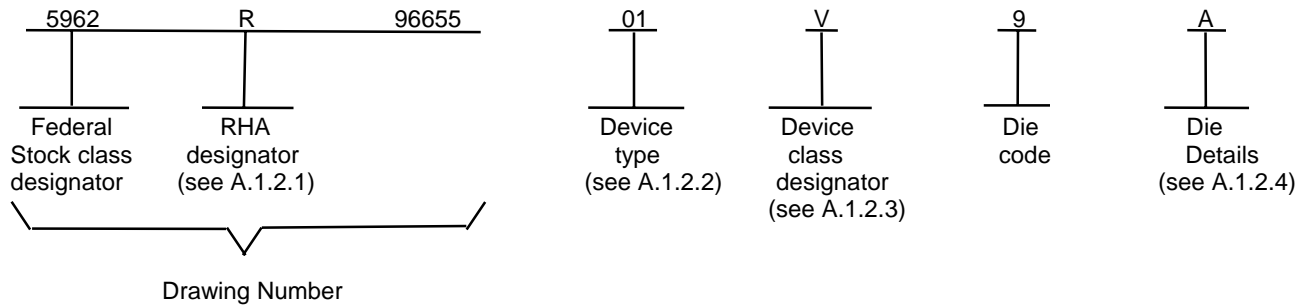 5962 R 96655 01 V 9 A
Federal RHA Device Device Die Die
Stock class designator type class code Details
designator (see A.1.2.1) (see A.1.2.2) designator (see A.1.2.4)
(see A.1.2.3)
Drawing Number